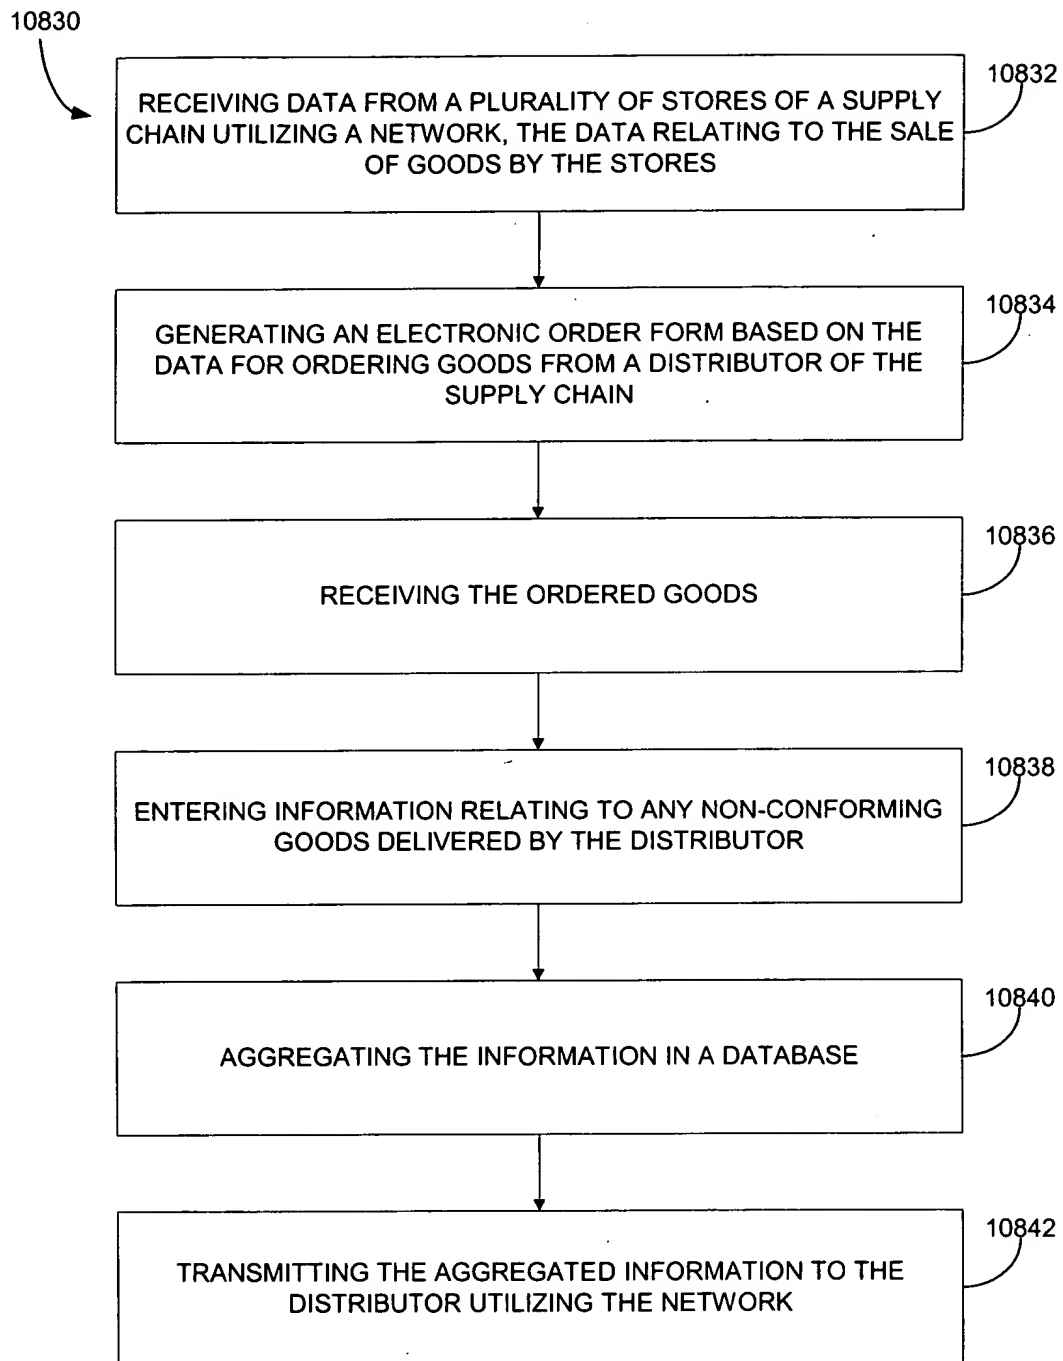 10830
10832
RECEIVING DATA FROM A PLURALITY OF STORES OF A SUPPLY
CHAIN UTILIZING A NETWORK, THE DATA RELATING TO THE SALE
OF GOODS BY THE STORES
10834
GENERATING AN ELECTRONIC ORDER FORM BASED ON THE
DATA FOR ORDERING GOODS FROM A DISTRIBUTOR OF THE
SUPPLY CHAIN
10836
RECEIVING THE ORDERED GOODS
10838
ENTERING INFORMATION RELATING TO ANY NON-CONFORMING
GOODS DELIVERED BY THE DISTRIBUTOR
10840
AGGREGATING THE INFORMATION IN A DATABASE
10842
TRANSMITTING THE AGGREGATED INFORMATION TO THE
DISTRIBUTOR UTILIZING THE NETWORK